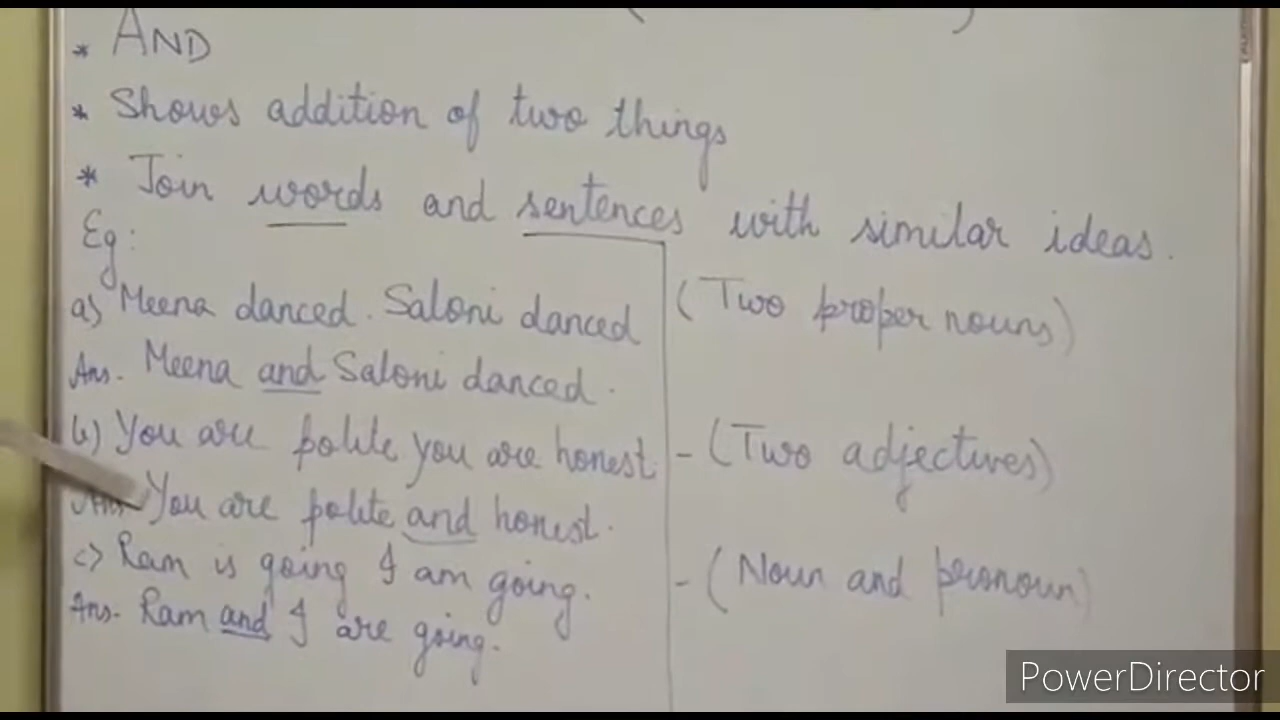 * AND
* Shows addition of two things
* Join words and sentences with similar ideas.
Eg:
a) Meena danced. Saloni danced (Two proper nouns)
Ans. Meena and Saloni danced.
b) You are polite you are honest - (Two adjectives)
Ans. You are polite and honest.
c) Ram is going I am going. - (Noun and pronoun)
Ans. Ram and I are going.
PowerDirector